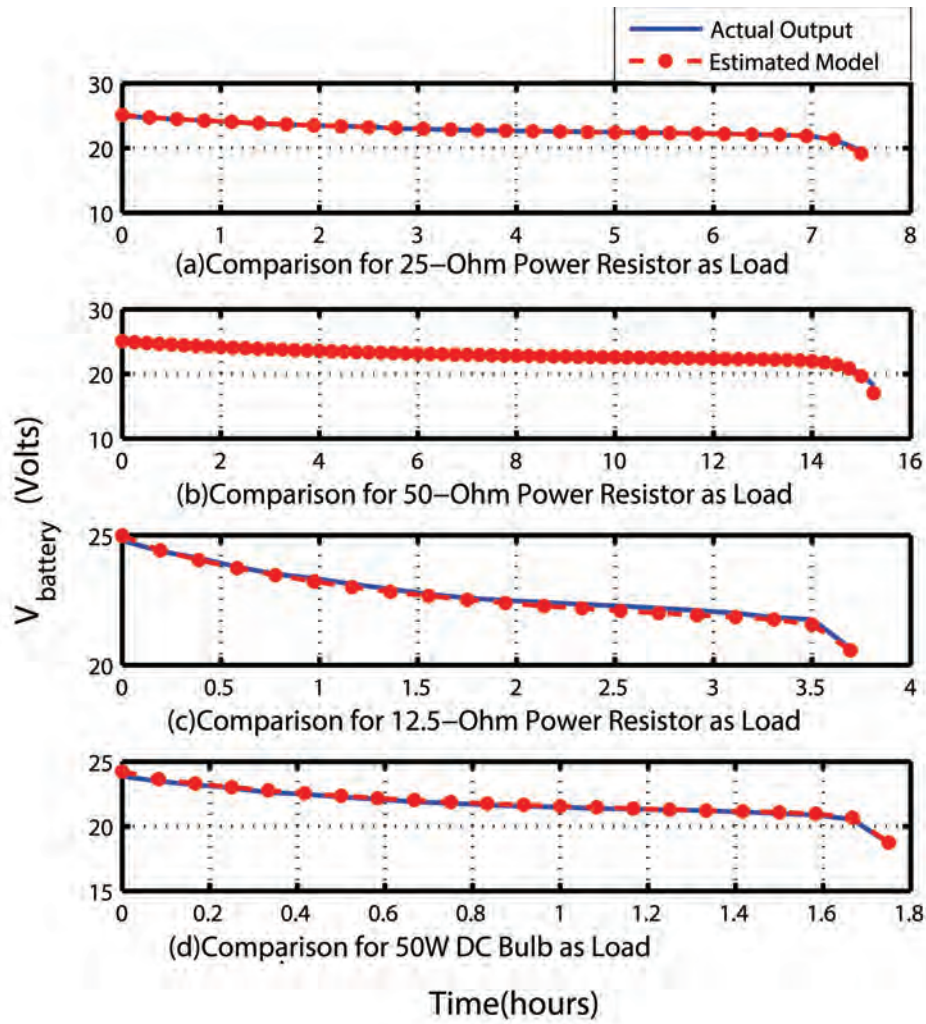 Actual Output
Estimated Model
30
20
10
0 1 2 3 4 5 6 7 8
(a)Comparison for 25−Ohm Power Resistor as Load
30
20
10
0 2 4 6 8 10 12 14 16
(b)Comparison for 50−Ohm Power Resistor as Load
V battery (Volts)
25
20
0 0.5 1 1.5 2 2.5 3 3.5 4
(c)Comparison for 12.5−Ohm Power Resistor as Load
25
20
15
0 0.2 0.4 0.6 0.8 1 1.2 1.4 1.6 1.8
(d)Comparison for 50W DC Bulb as Load
Time(hours)